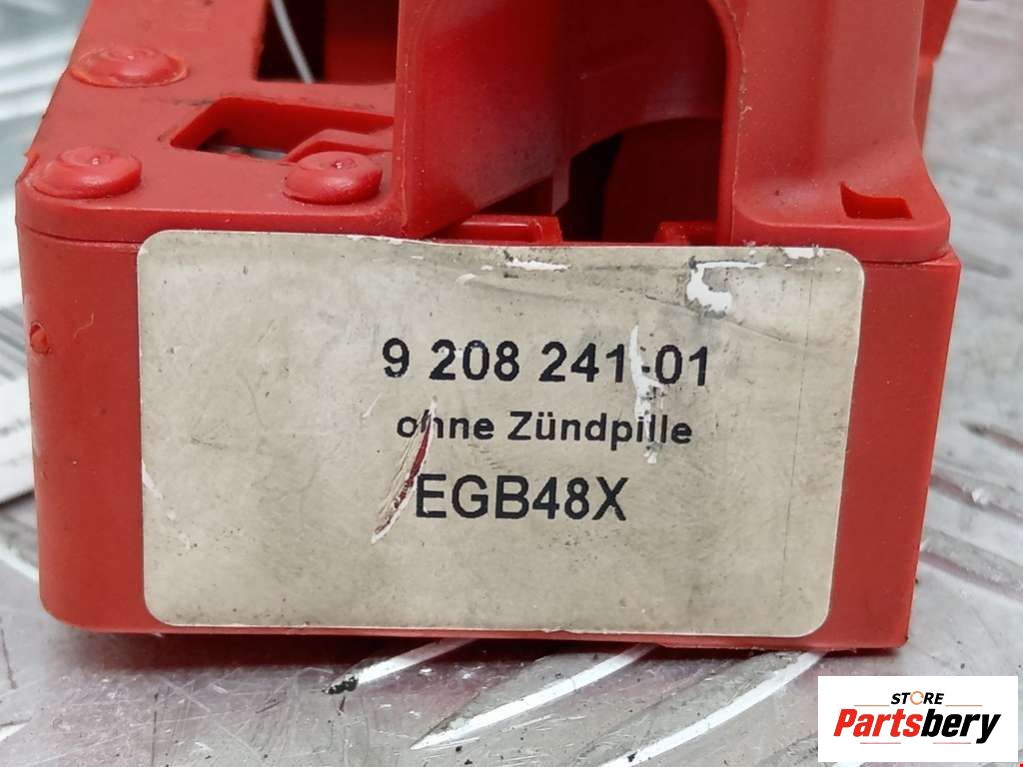 9 208 241-01
ohne Zündpille
EGB48X
STORE
Partsbery